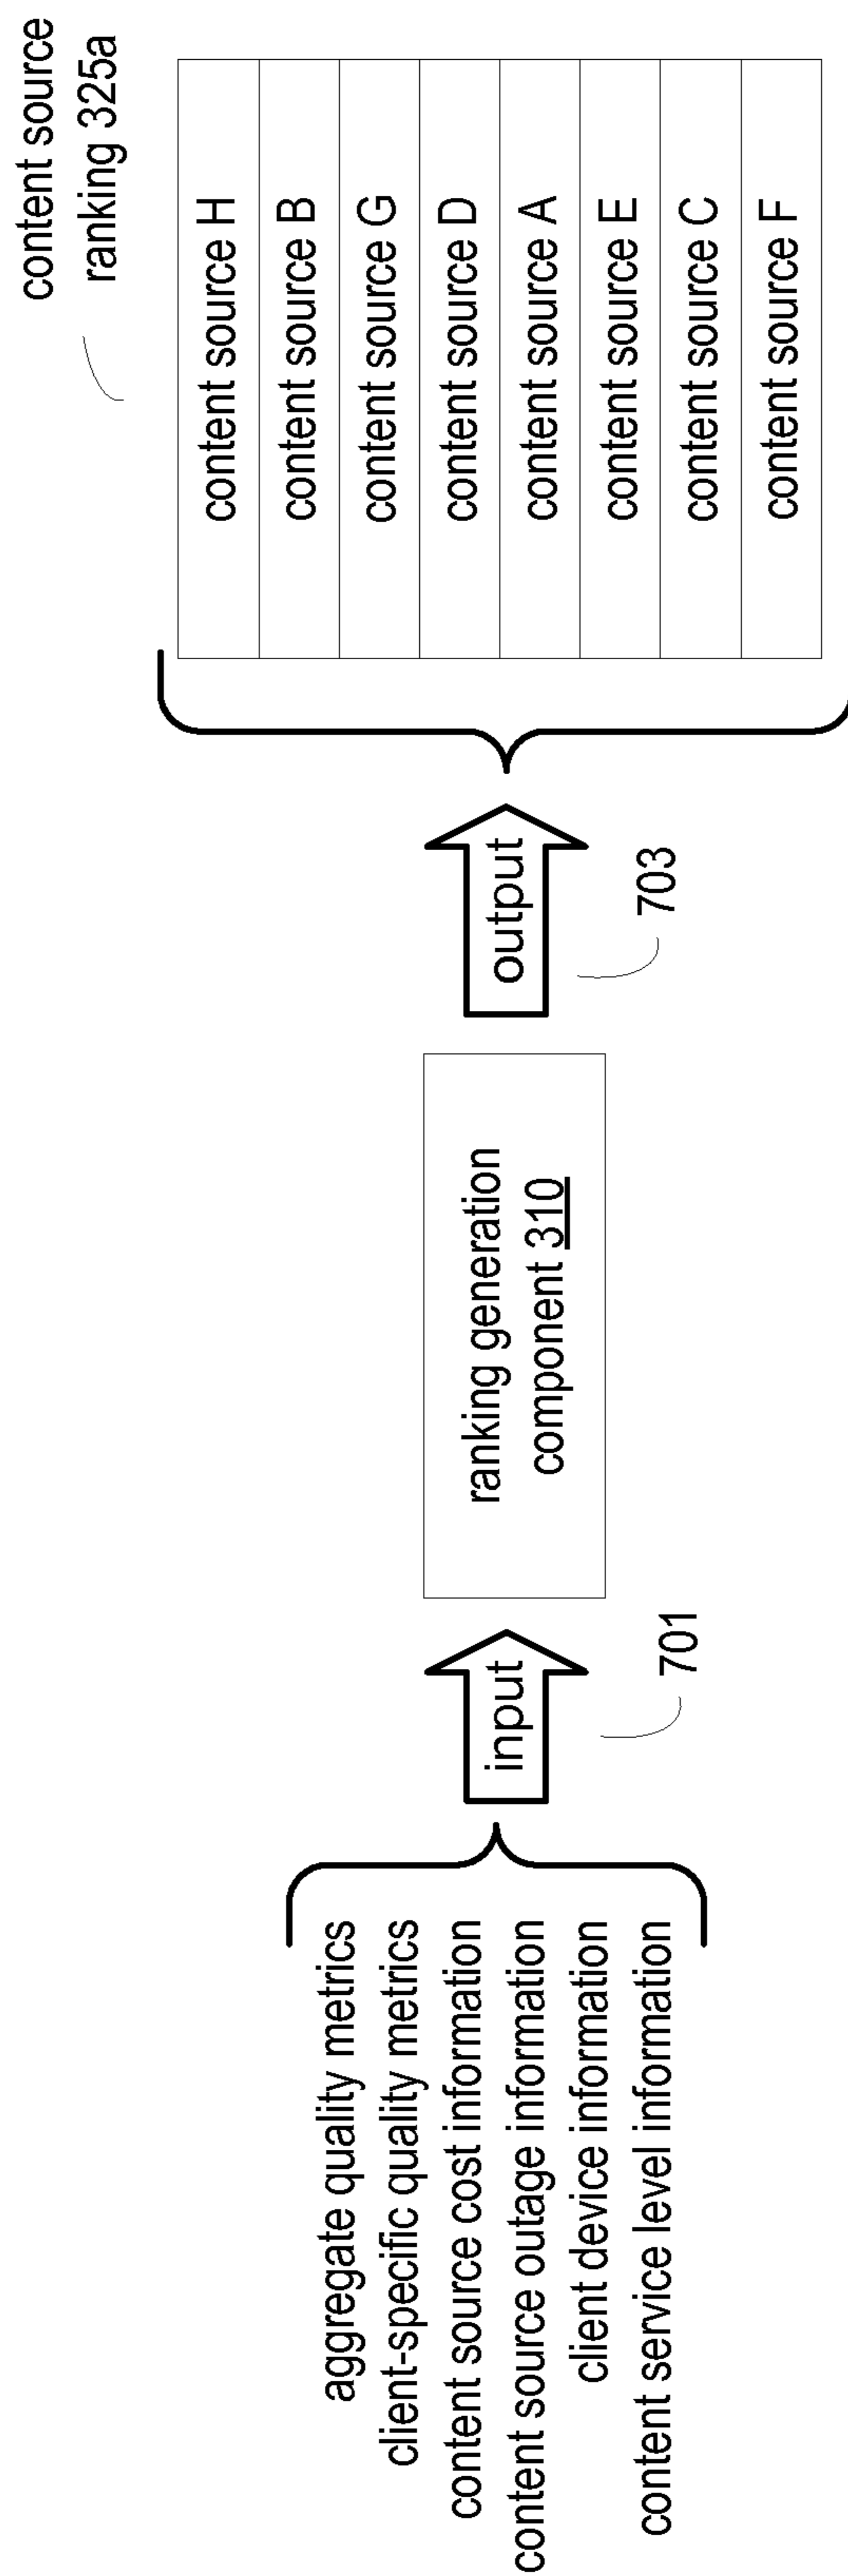 aggregate quality metrics
client-specific quality metrics
content source cost information
content source outage information
client device information
content service level information
input
701
ranking generation
component 310
output
703
content source
ranking 325a
content source H
content source B
content source G
content source D
content source A
content source E
content source C
content source F